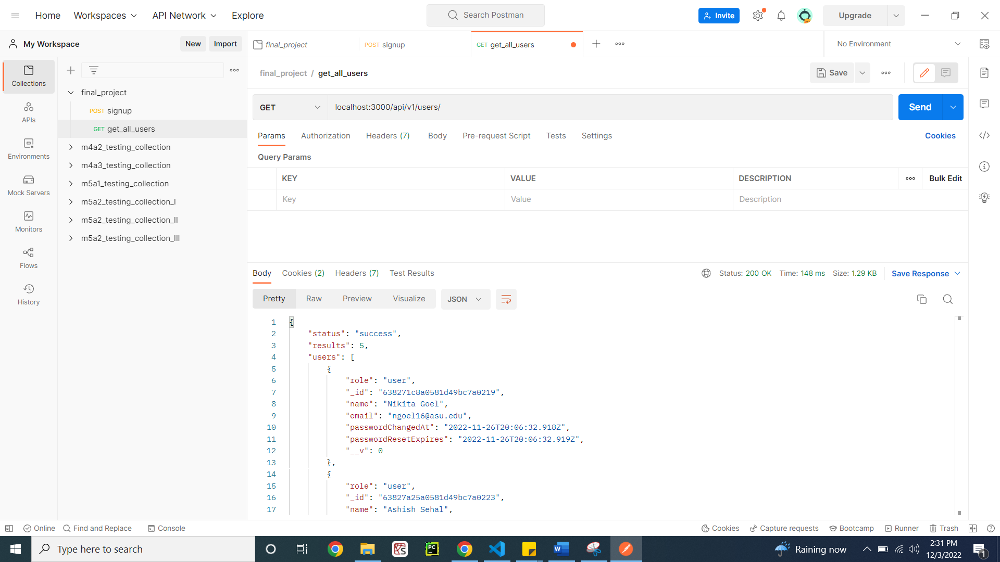 Home Workspaces API Network Explore Search Postman Invite Upgrade
My Workspace New Import final_project POST signup GET get_all_users No Environment
Collections
APIs
Environments
Mock Servers
Monitors
Flows
History
final_project
POST signup
GET get_all_users
m4a2_testing_collection
m4a3_testing_collection
m5a1_testing_collection
m5a2_testing_collection_I
m5a2_testing_collection_II
m5a2_testing_collection_III
final_project / get_all_users Save
GET localhost:3000/api/v1/users/ Send
Params Authorization Headers (7) Body Pre-request Script Tests Settings Cookies
Query Params
KEY VALUE DESCRIPTION Bulk Edit
Key Value Description
Body Cookies (2) Headers (7) Test Results Status: 200 OK Time: 148 ms Size: 1.29 KB Save Response
Pretty Raw Preview Visualize JSON
1 {
2 "status": "success",
3 "results": 5,
4 "users": [
5 {
6 "role": "user",
7 "_id": "638271c8a0581d49bc7a0219",
8 "name": "Nikita Goel",
9 "email": "ngoel16@asu.edu",
10 "passwordChangedAt": "2022-11-26T20:06:32.918Z",
11 "passwordResetExpires": "2022-11-26T20:06:32.919Z",
12 "__v": 0
13 },
14 {
15 "role": "user",
16 "_id": "63827a25a0581d49bc7a0223",
17 "name": "Ashish Sehal",
Online Find and Replace Console Cookies Capture requests Bootcamp Runner Trash
Type here to search PC W Raining now 2:31 PM
12/3/2022 1